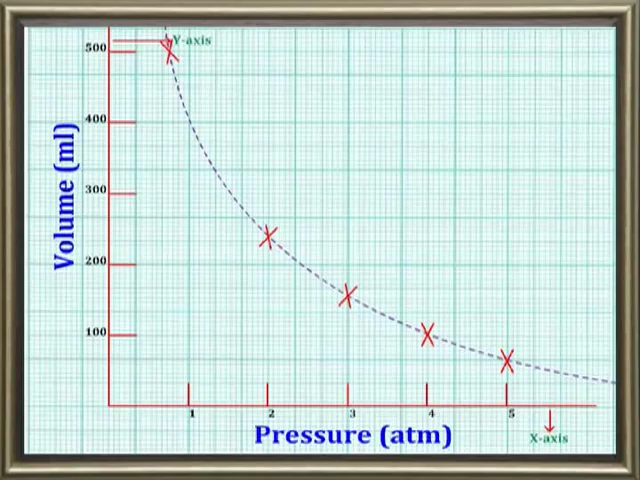 Y-axis
500
400
300
200
100
Volume (ml)
1 2 3 4 5
Pressure (atm)
X-axis